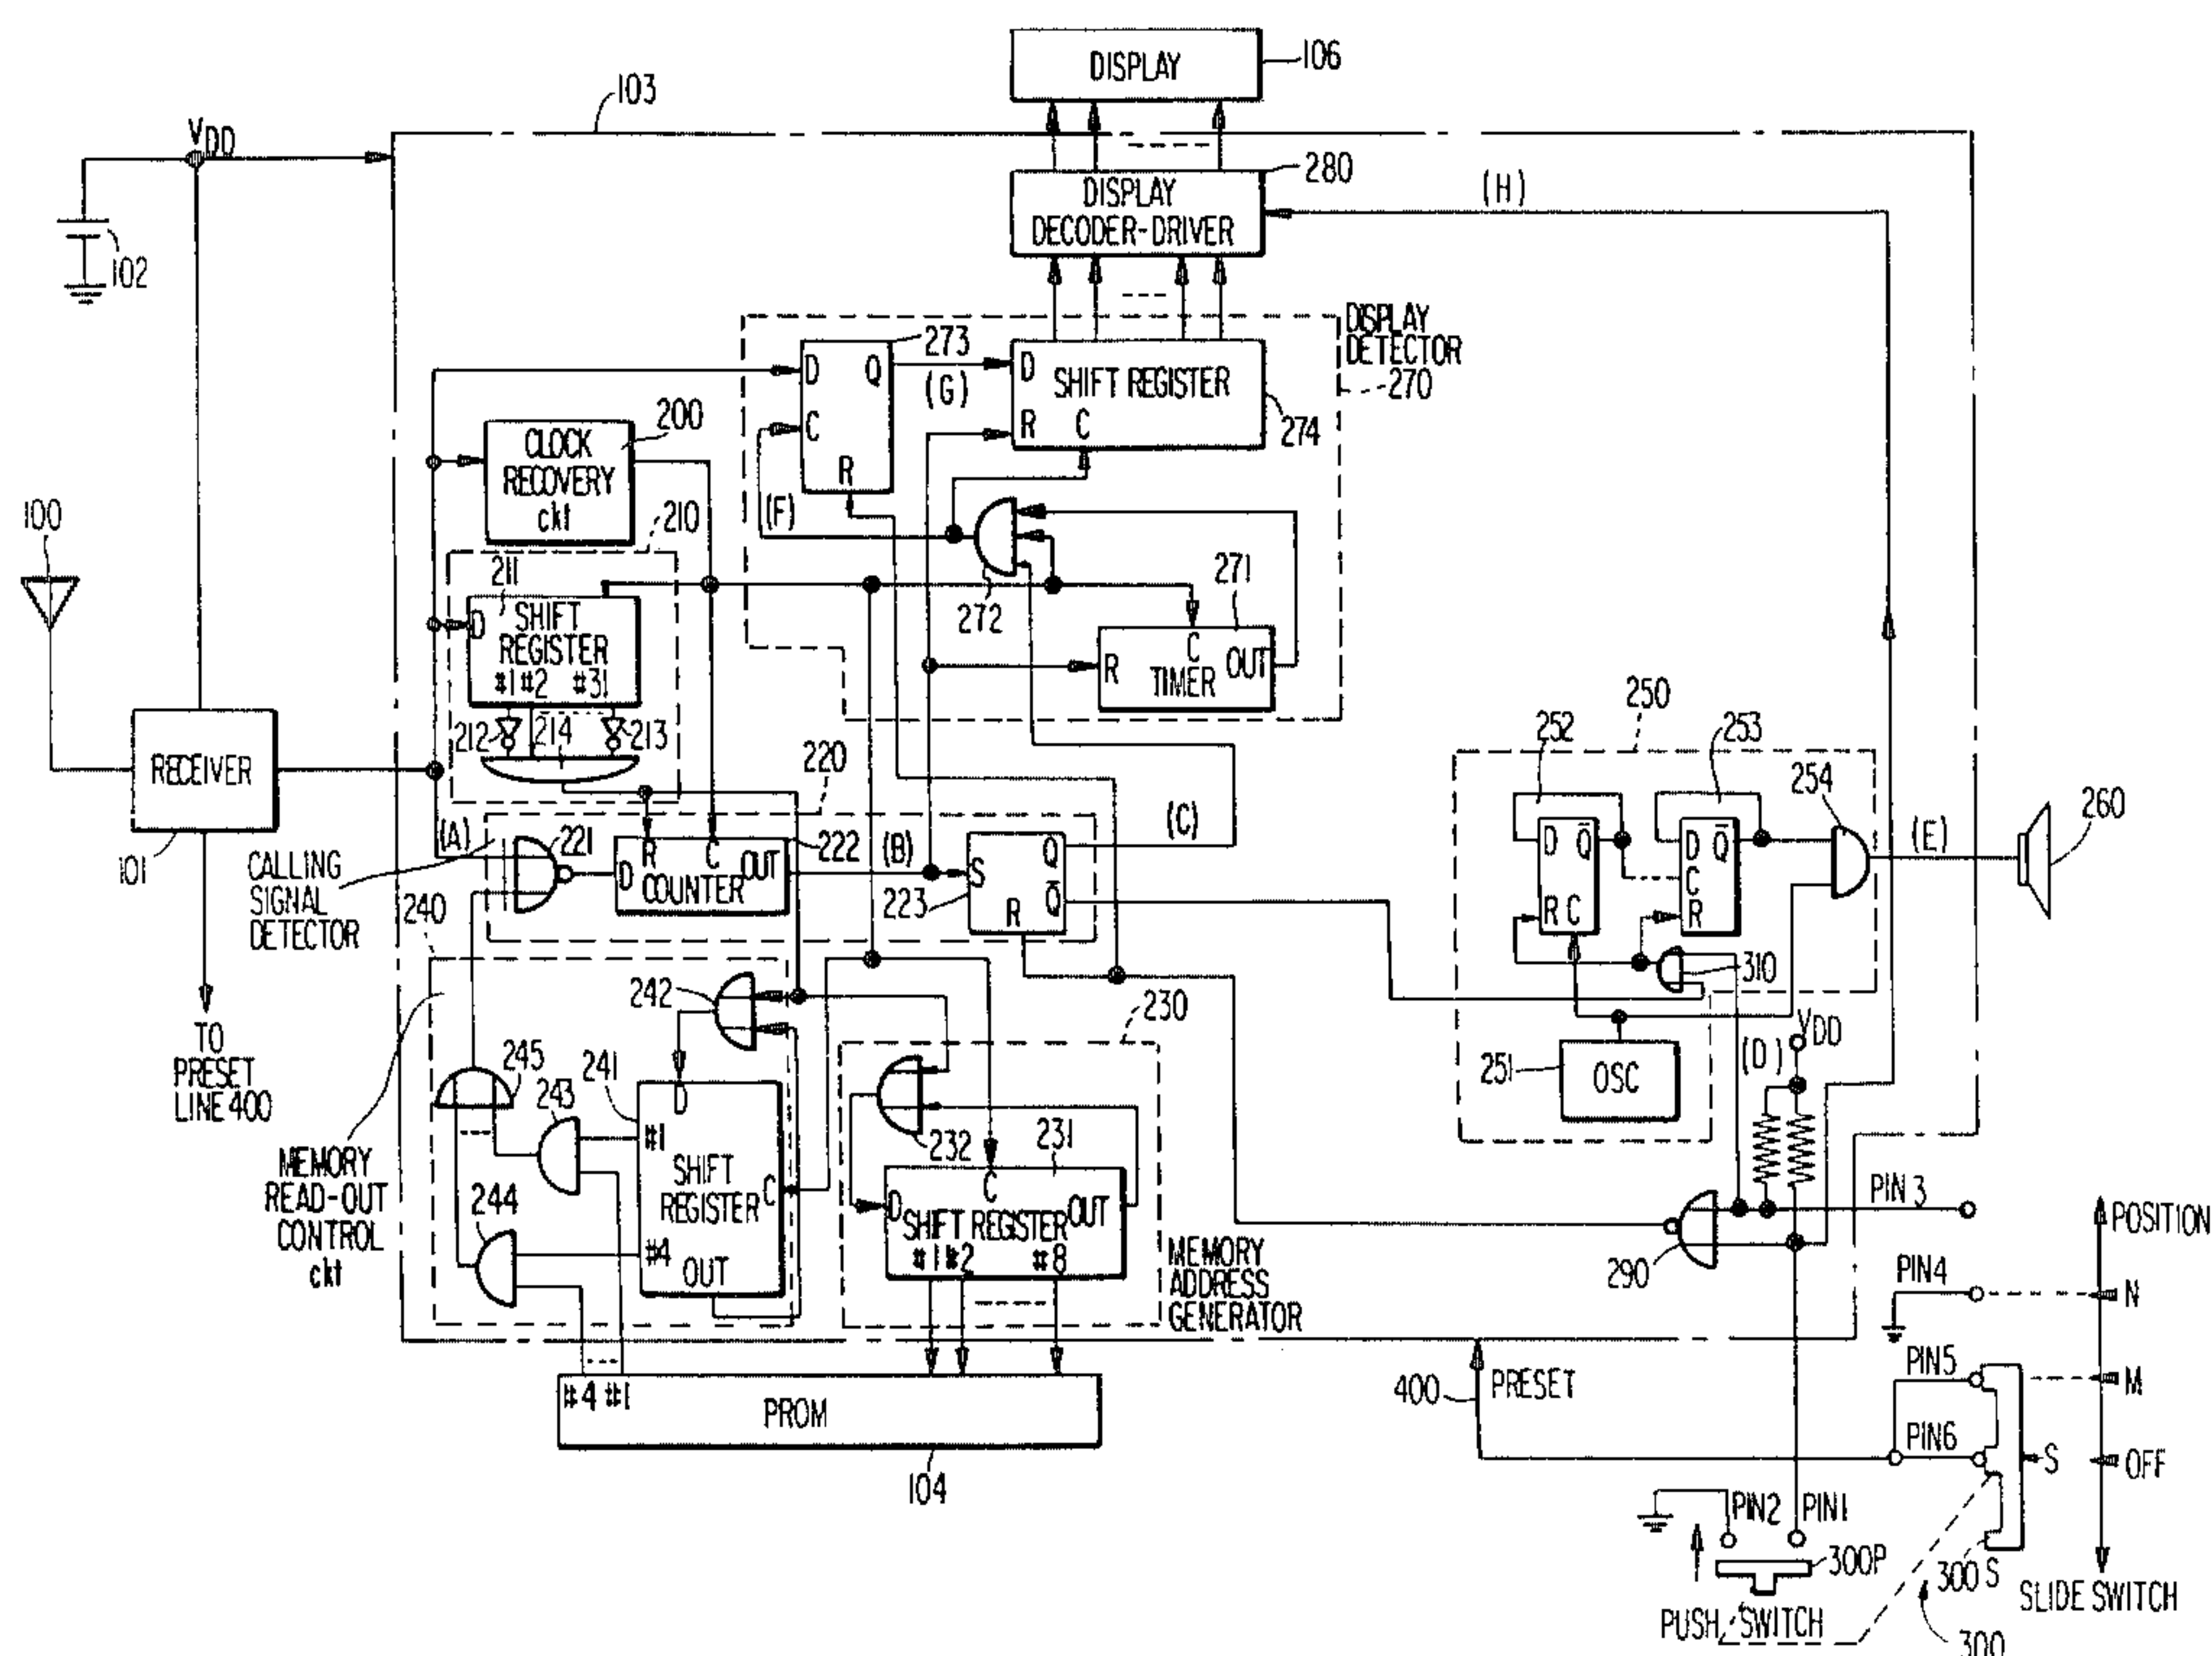 DISPLAY
106
103
VDD
280
DISPLAY
DECODER-DRIVER
(H)
102
DISPLAY
DETECTOR
270
273
D Q
(G)
D
SHIFT REGISTER
C
R C
274
R
200
CLOCK
RECOVERY
ckt
(F)
210
100
211
D
SHIFT
REGISTER
#1 #2 #31
272
271
C
R TIMER OUT
212
214
213
RECEIVER
101
220
(A)
221
R C
D COUNTER OUT
222
(B)
(C)
S Q
223
R Q̅
CALLING
SIGNAL
DETECTOR
240
250
252
253
254
D Q̅
D Q̅
C
R C
R
(E)
260
310
TO
PRESET
LINE 400
242
230
(D)
VDD
251
OSC
245
243
241
D
#1
SHIFT
REGISTER
C
#4
OUT
244
232
231
C
D
SHIFT REGISTER
OUT
#1 #2 #8
MEMORY
READ-OUT
CONTROL
ckt
MEMORY
ADDRESS
GENERATOR
290
PIN 3
PIN4
POSITION
N
PIN5
M
PIN6
S
OFF
400
PRESET
#4 #1
PROM
104
PIN2
PIN1
300P
300S
PUSH SWITCH
SLIDE SWITCH
300